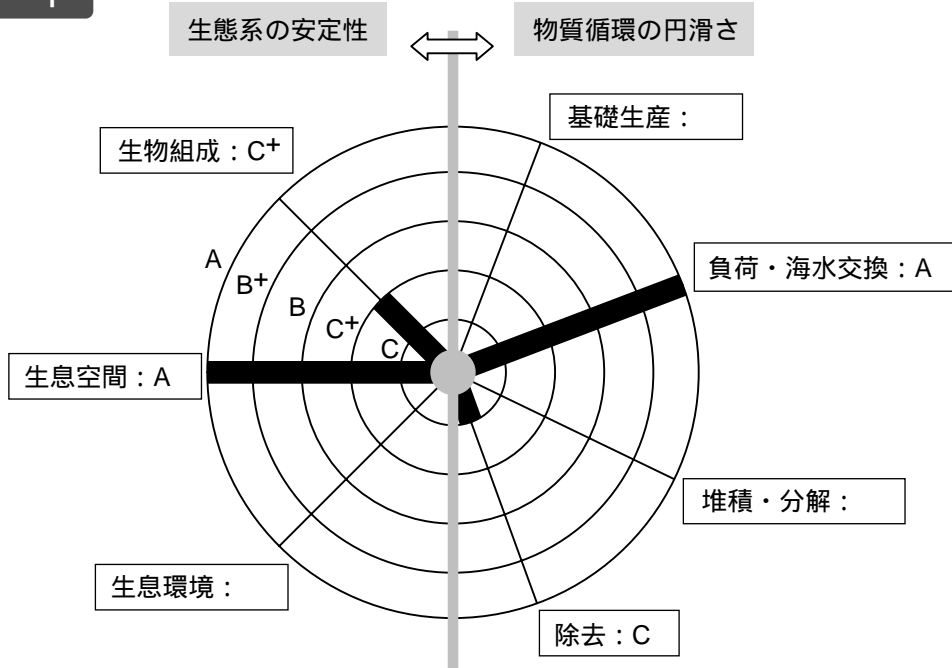 生態系の安定性
物質循環の円滑さ
基礎生産：
生物組成：C+
A
B+
B
C+
C
負荷・海水交換：A
生息空間：A
堆積・分解：
生息環境：
除去：C